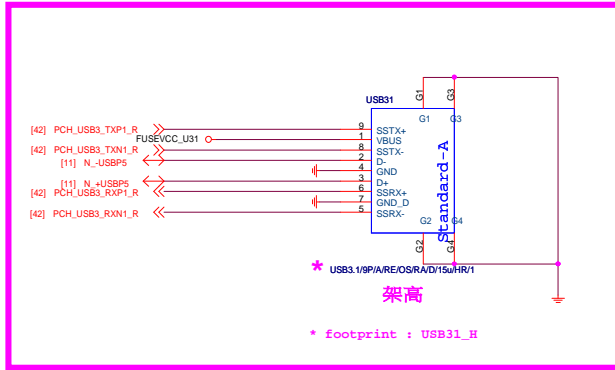 USB31
G1
G3
G1
G3
[42] PCH_USB3_TXP1_R
9
SSTX+
FUSEVCC_U31
1
VBUS
[42] PCH_USB3_TXN1_R
8
SSTX-
[11] N_-USBP5
2
D-
4
GND
[11] N_+USBP5
3
D+
[42] PCH_USB3_RXP1_R
6
SSRX+
7
GND_D
[42] PCH_USB3_RXN1_R
5
SSRX-
Standard-A
G2
G4
G2
G4
* USB3.1/9P/A/RE/OS/RA/D/15u/HR/1
架高
* footprint : USB31_H